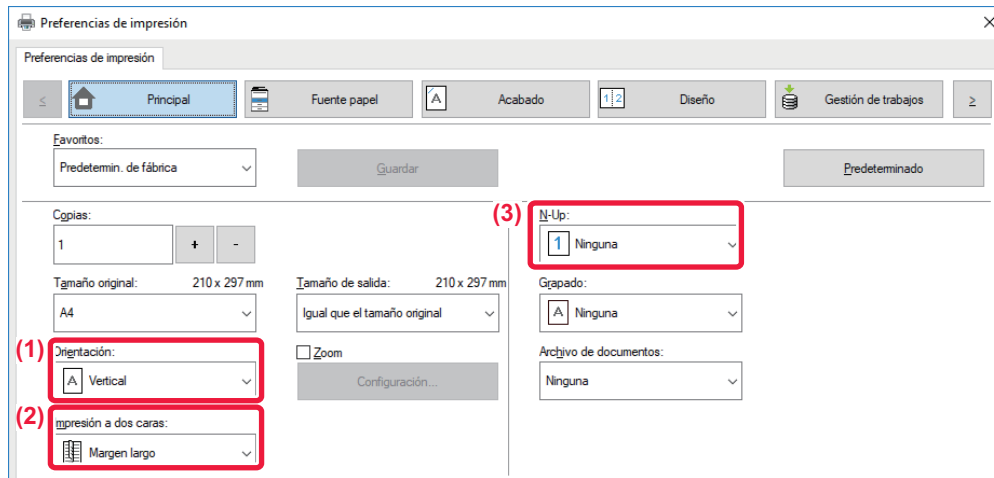 Preferencias de impresión
Preferencias de impresión
< Principal Fuente papel A Acabado 1 2 Diseño Gestión de trabajos >
Favoritos:
Predetermin. de fábrica Guardar Predeterminado
Copias: (3) N-Up:
1 + - 1 Ninguna
Tamaño original: 210 x 297 mm Tamaño de salida: 210 x 297 mm Grapado:
A4 Igual que el tamaño original A Ninguna
(1) Orientación: Zoom Archivo de documentos:
A Vertical Configuración... Ninguna
(2) mpresión a dos caras:
Margen largo